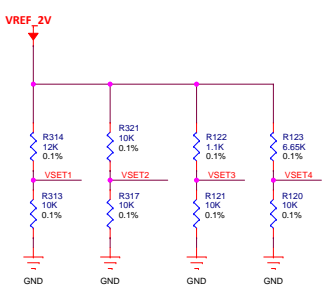 VREF_2V
R314
12K
0.1%
R321
10K
0.1%
R122
1.1K
0.1%
R123
6.65K
0.1%
VSET1
VSET2
VSET3
VSET4
R313
10K
0.1%
R317
10K
0.1%
R121
10K
0.1%
R120
10K
0.1%
GND
GND
GND
GND